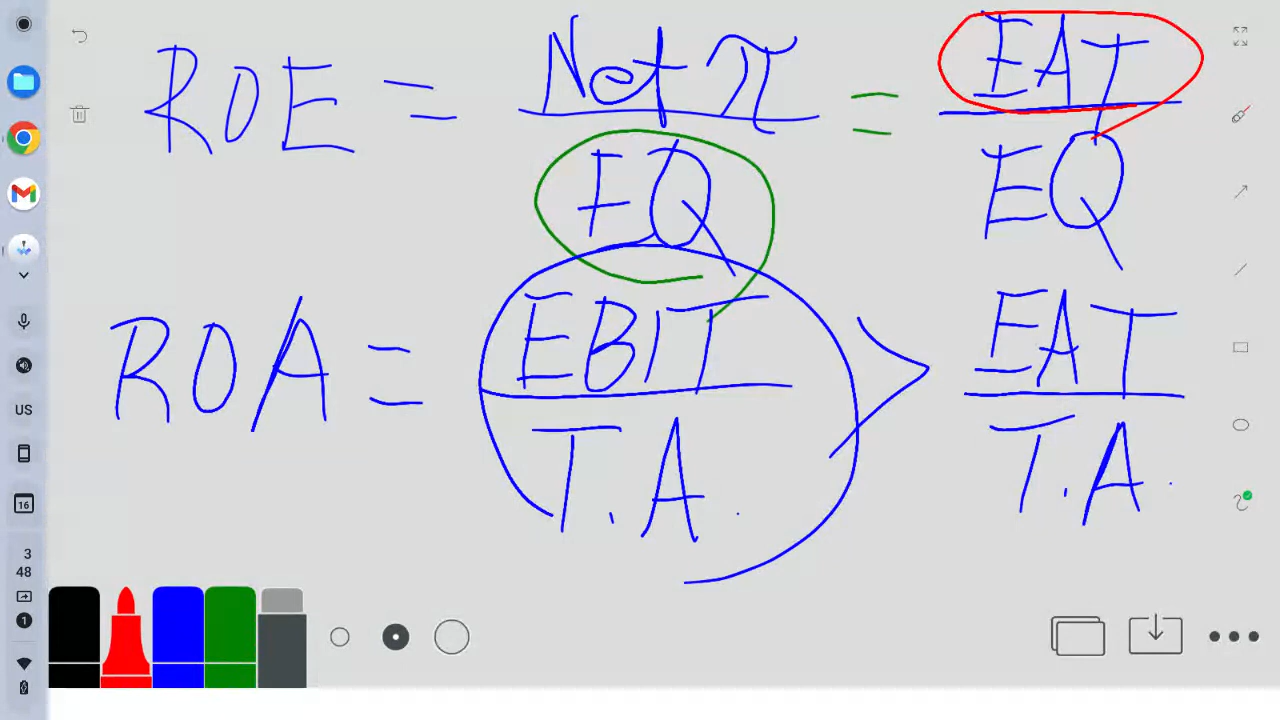 ROE = Net π / EQ = EAT / EQ
ROA = EBIT / T.A. > EAT / T.A.
US
16
3
48
1